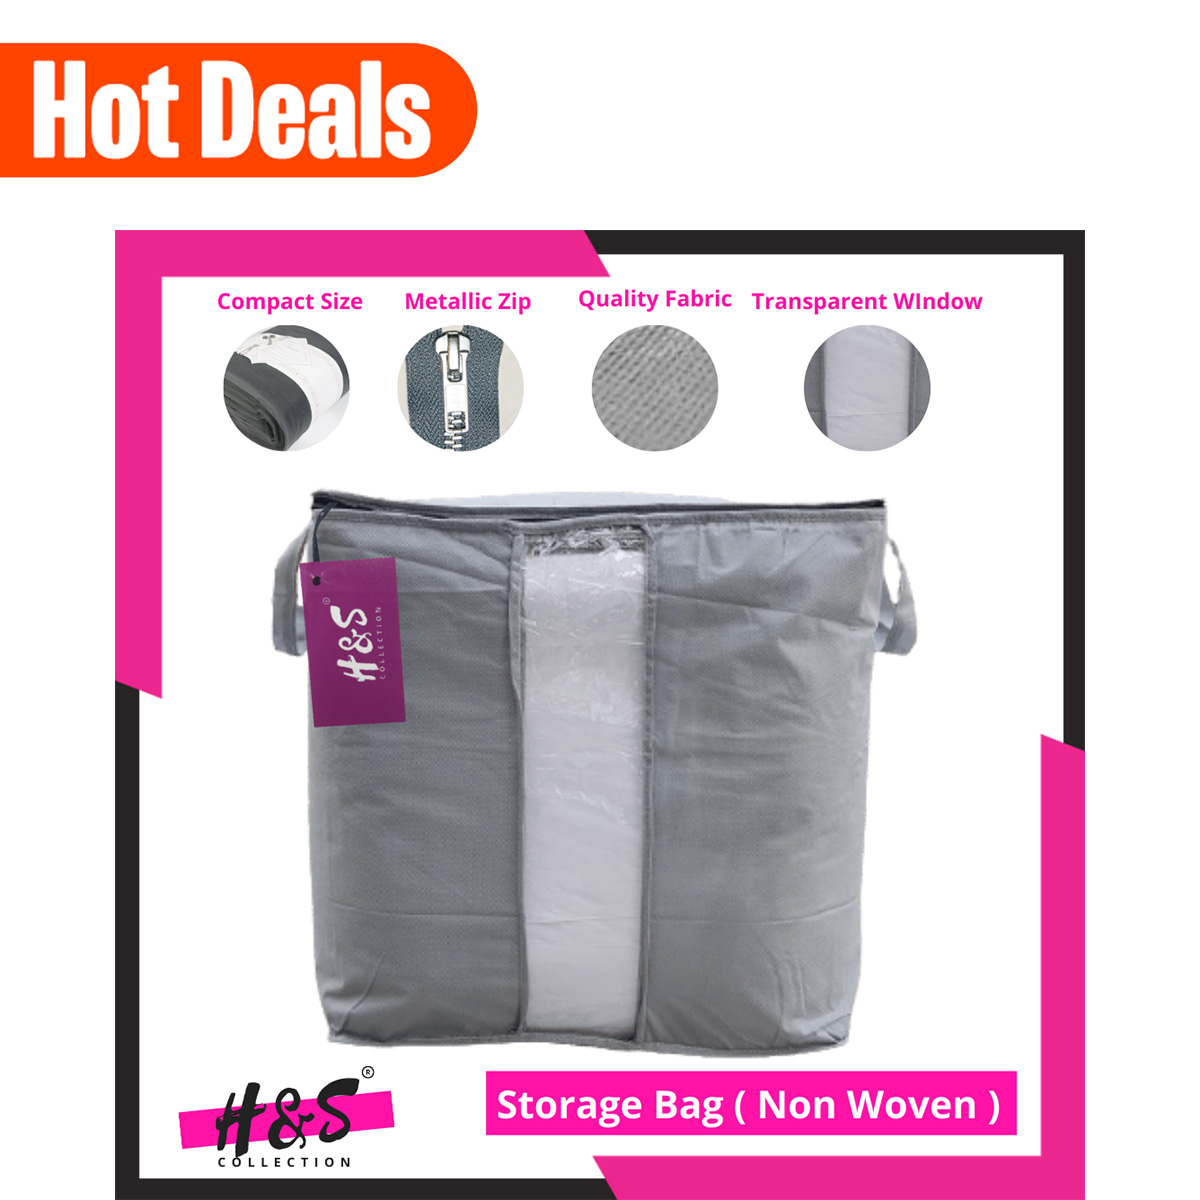 Hot Deals
Compact Size
Metallic Zip
Quality Fabric
Transparent WIndow
H&S ®
COLLECTION
H&S ®
COLLECTION
Storage Bag ( Non Woven )